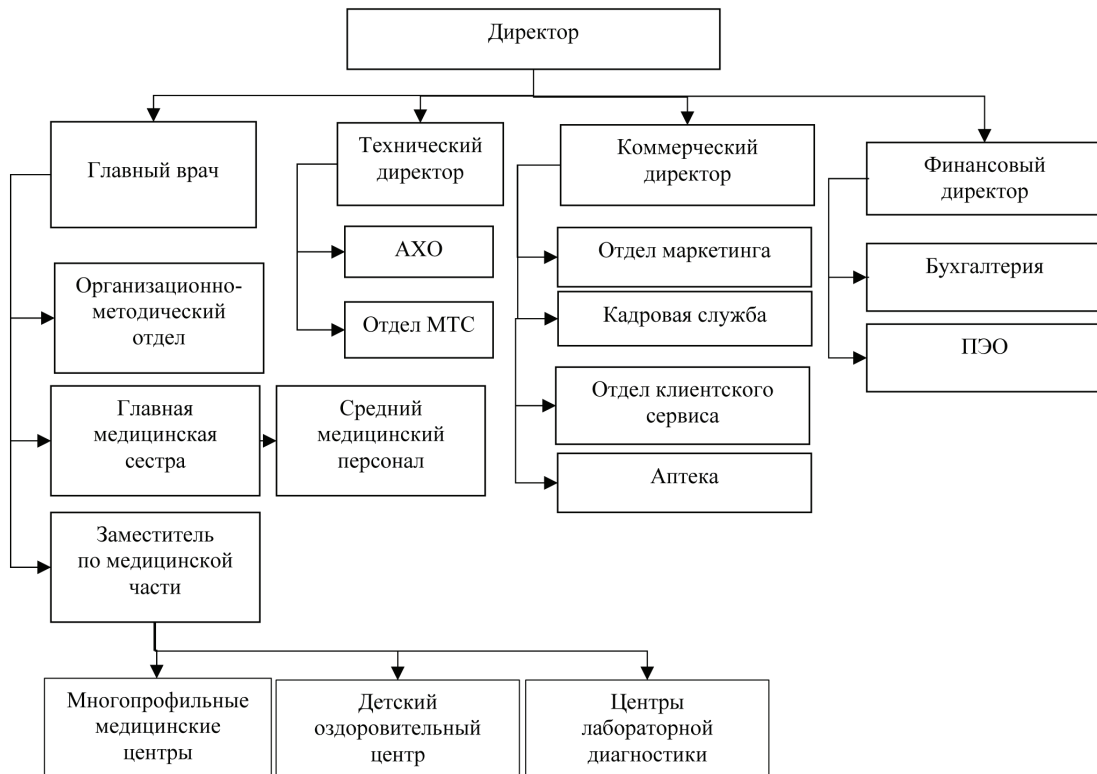 Директор
Главный врач
Технический
директор
Коммерческий
директор
Финансовый
директор
Организационно-
методический
отдел
АХО
Отдел МТС
Отдел маркетинга
Кадровая служба
Отдел клиентского
сервиса
Аптека
Бухгалтерия
ПЭО
Главная
медицинская
сестра
Средний
медицинский
персонал
Заместитель
по медицинской
части
Многопрофильные
медицинские
центры
Детский
оздоровительный
центр
Центры
лабораторной
диагностики